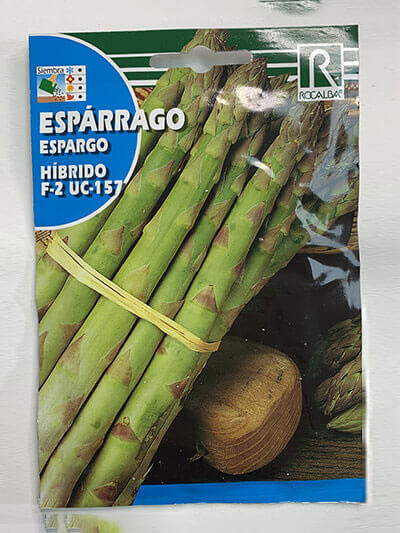 Siembra
ESPÁRRAGO
ESPARGO
HÍBRIDO
F-2 UC-157
R
ROCALBA